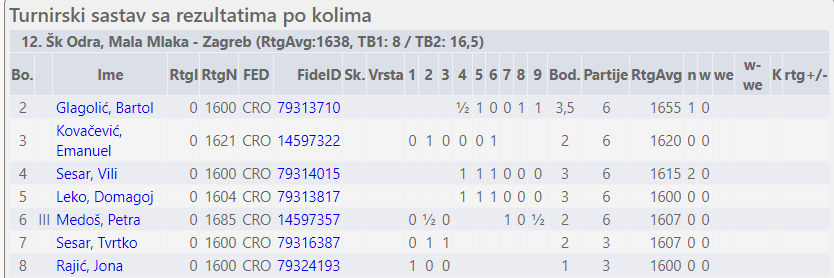 Turnirski sastav sa rezultatima po kolima
12. Šk Odra, Mala Mlaka - Zagreb (RtgAvg:1638, TB1: 8 / TB2: 16,5)
Bo. Ime RtgI RtgN FED FideID Sk. Vrsta 1 2 3 4 5 6 7 8 9 Bod. Partije RtgAvg n w we w-we K rtg+/-
2 Glagolić, Bartol 0 1600 CRO 79313710 ½ 1 0 0 1 1 3,5 6 1655 1 0
3 Kovačević, Emanuel 0 1621 CRO 14597322 0 1 0 0 0 1 2 6 1620 0 0
4 Sesar, Vili 0 1600 CRO 79314015 1 1 1 0 0 0 3 6 1615 2 0
5 Leko, Domagoj 0 1604 CRO 79313817 1 1 1 0 0 0 3 6 1600 0 0
6 III Medoš, Petra 0 1685 CRO 14597357 0 ½ 0 1 0 ½ 2 6 1607 0 0
7 Sesar, Tvrtko 0 1600 CRO 79316387 0 1 1 2 3 1607 0 0
8 Rajić, Jona 0 1600 CRO 79324193 1 0 0 1 3 1600 0 0